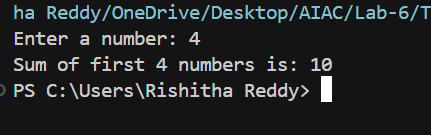 ha Reddy/OneDrive/Desktop/AIAC/Lab-6/T
Enter a number: 4
Sum of first 4 numbers is: 10
PS C:\Users\Rishitha Reddy>